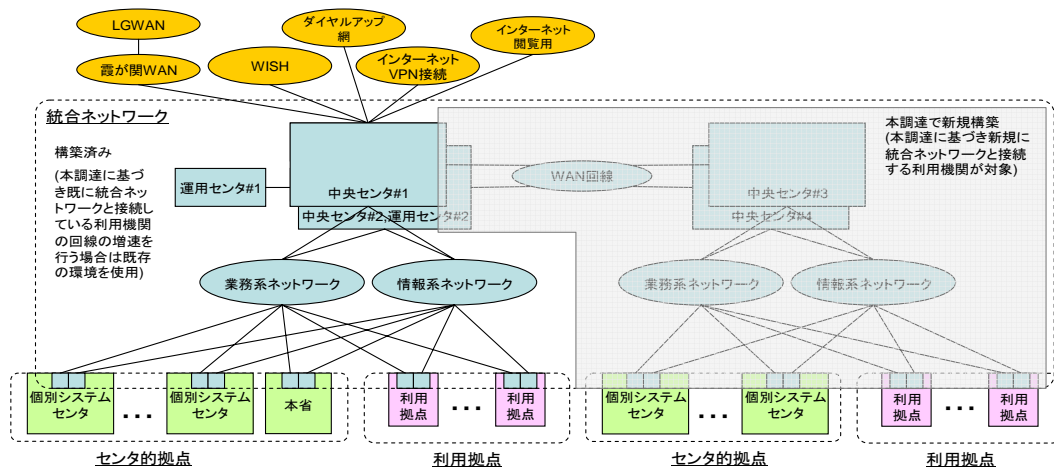 LGWAN
霞が関WAN
WISH
ダイヤルアップ
網
インターネット
VPN接続
インターネット
閲覧用
統合ネットワーク
構築済み
(本調達に基づ
き既に統合ネッ
トワークと接続し
ている利用機関
の回線の増速を
行う場合は既存
の環境を使用)
運用センタ#1
中央センタ#1
中央センタ#2,運用センタ#2
WAN回線
中央センタ#3
中央センタ#4
本調達で新規構築
(本調達に基づき新規に
統合ネットワークと接続
する利用機関が対象)
業務系ネットワーク
情報系ネットワーク
業務系ネットワーク
情報系ネットワーク
個別システム
センタ
...
個別システム
センタ
本省
利用
拠点
...
利用
拠点
個別システム
センタ
...
個別システム
センタ
利用
拠点
...
利用
拠点
センタ的拠点
利用拠点
センタ的拠点
利用拠点